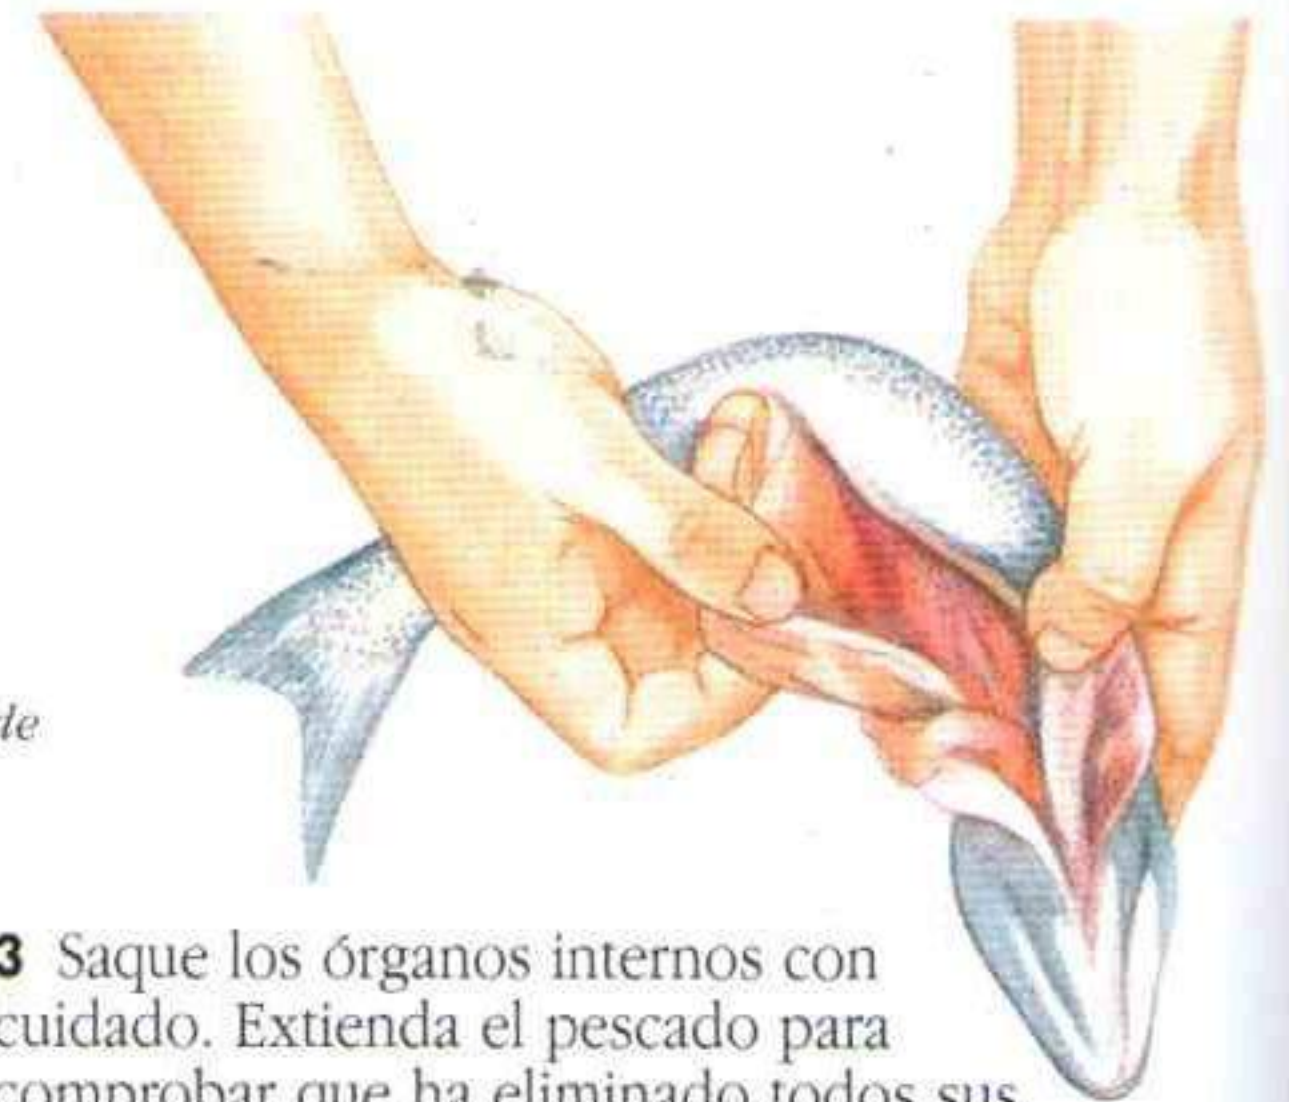 de
3 Saque los órganos internos con
cuidado. Extienda el pescado para
comprobar que ha eliminado todos sus